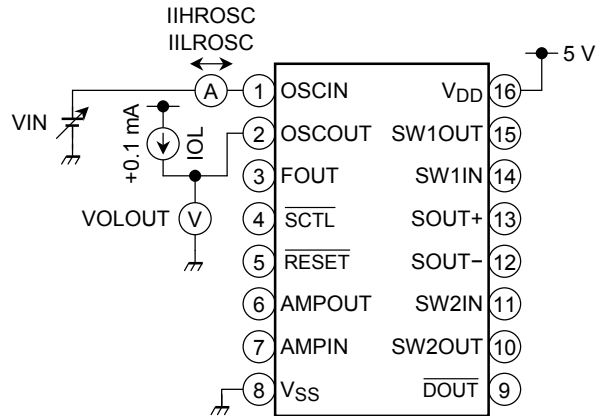 IIHROSC
IILROSC
A
VIN
+0.1 mA
IOL
VOLOUT
V
5 V
1 OSCIN
2 OSCOUT
3 FOUT
4 SCTL
5 RESET
6 AMPOUT
7 AMPIN
8 VSS
VDD 16
SW1OUT 15
SW1IN 14
SOUT+ 13
SOUT− 12
SW2IN 11
SW2OUT 10
DOUT 9